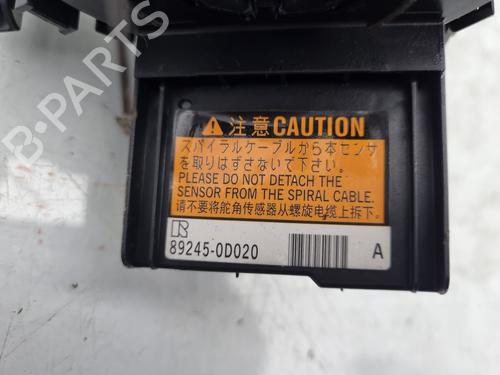 注意 CAUTION
スパイラルケーブルから本センサ
を取りはずさないで下さい。
PLEASE DO NOT DETACH THE
SENSOR FROM THE SPIRAL CABLE.
请不要将舵角传感器从螺旋电缆上拆下.
R
89245-0D020 A
B-Parts